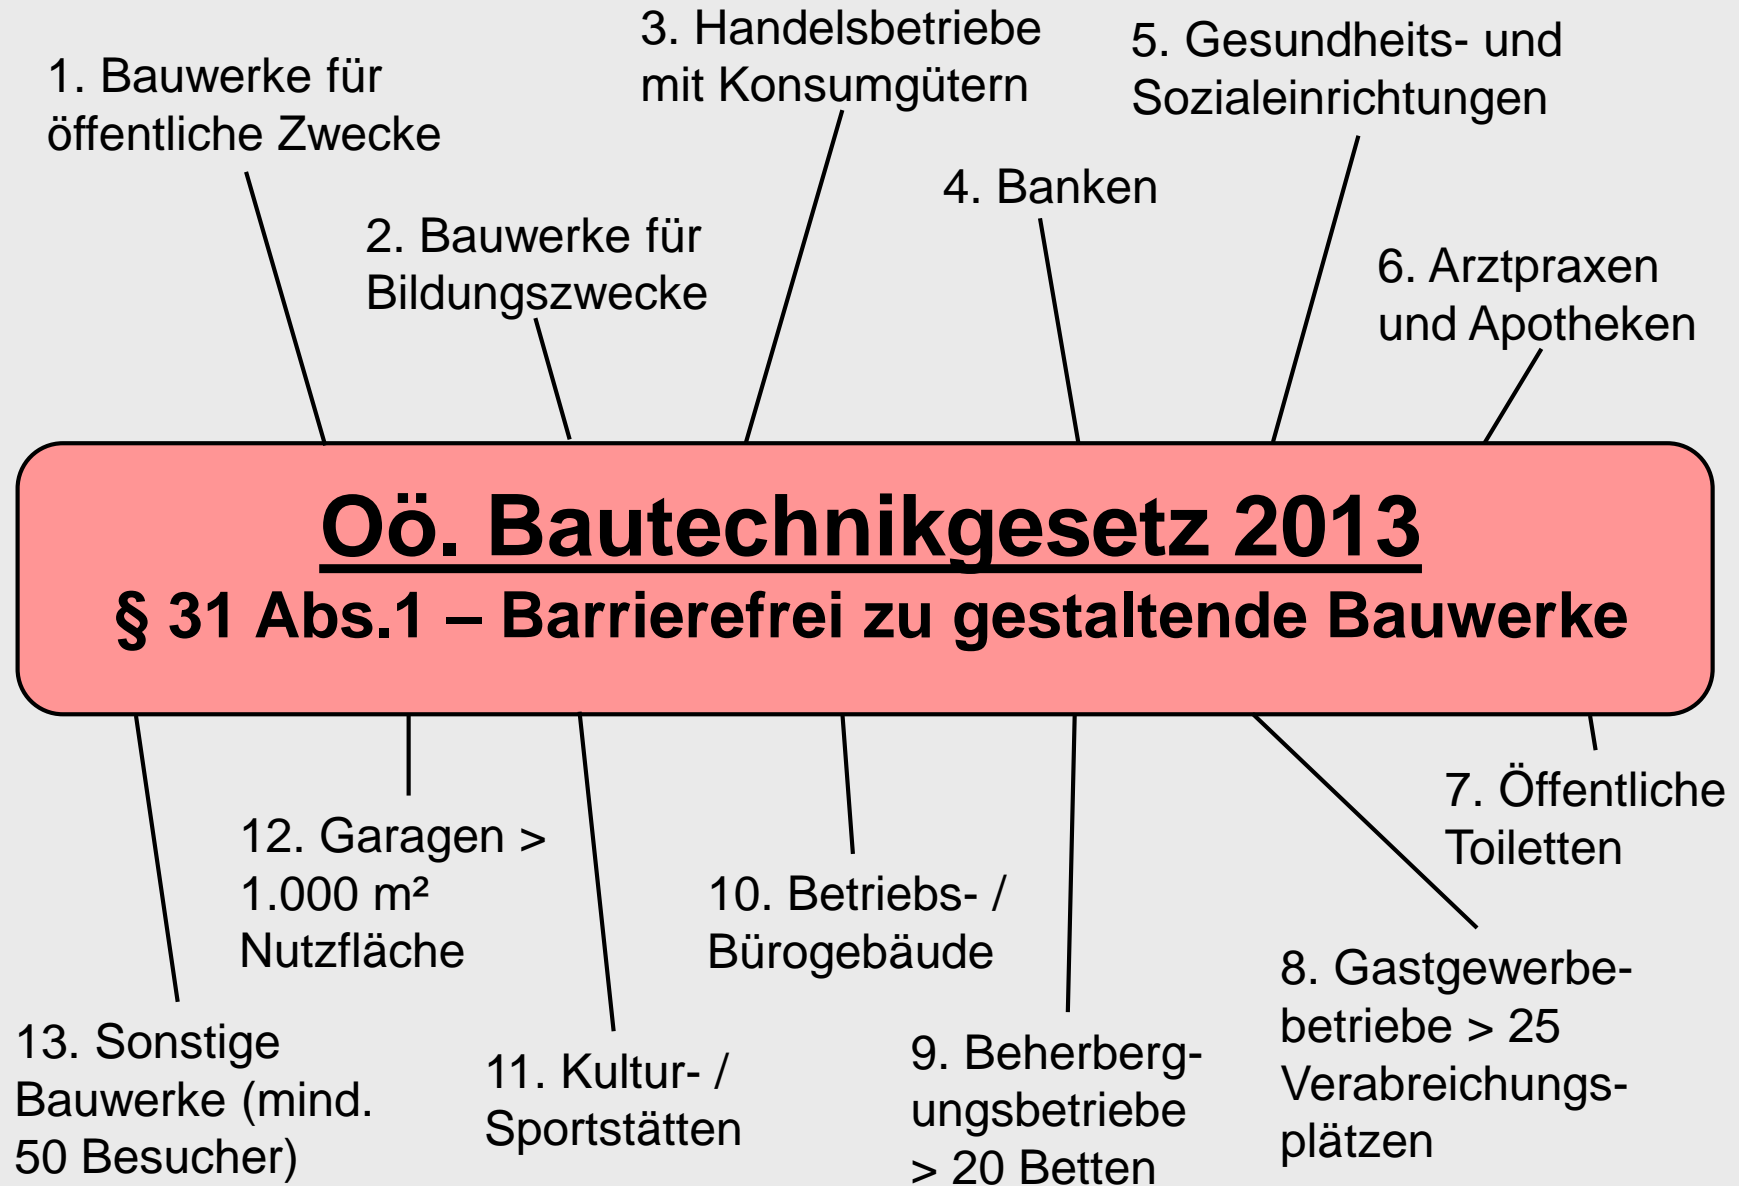 1. Bauwerke für
öffentliche Zwecke
2. Bauwerke für
Bildungszwecke
3. Handelsbetriebe
mit Konsumgütern
4. Banken
5. Gesundheits- und
Sozialeinrichtungen
6. Arztpraxen
und Apotheken
Oö. Bautechnikgesetz 2013
§ 31 Abs.1 – Barrierefrei zu gestaltende Bauwerke
7. Öffentliche
Toiletten
8. Gastgewerbe-
betriebe > 25
Verabreichungs-
plätzen
9. Beherberg-
ungsbetriebe
> 20 Betten
10. Betriebs- /
Bürogebäude
11. Kultur- /
Sportstätten
12. Garagen >
1.000 m²
Nutzfläche
13. Sonstige
Bauwerke (mind.
50 Besucher)